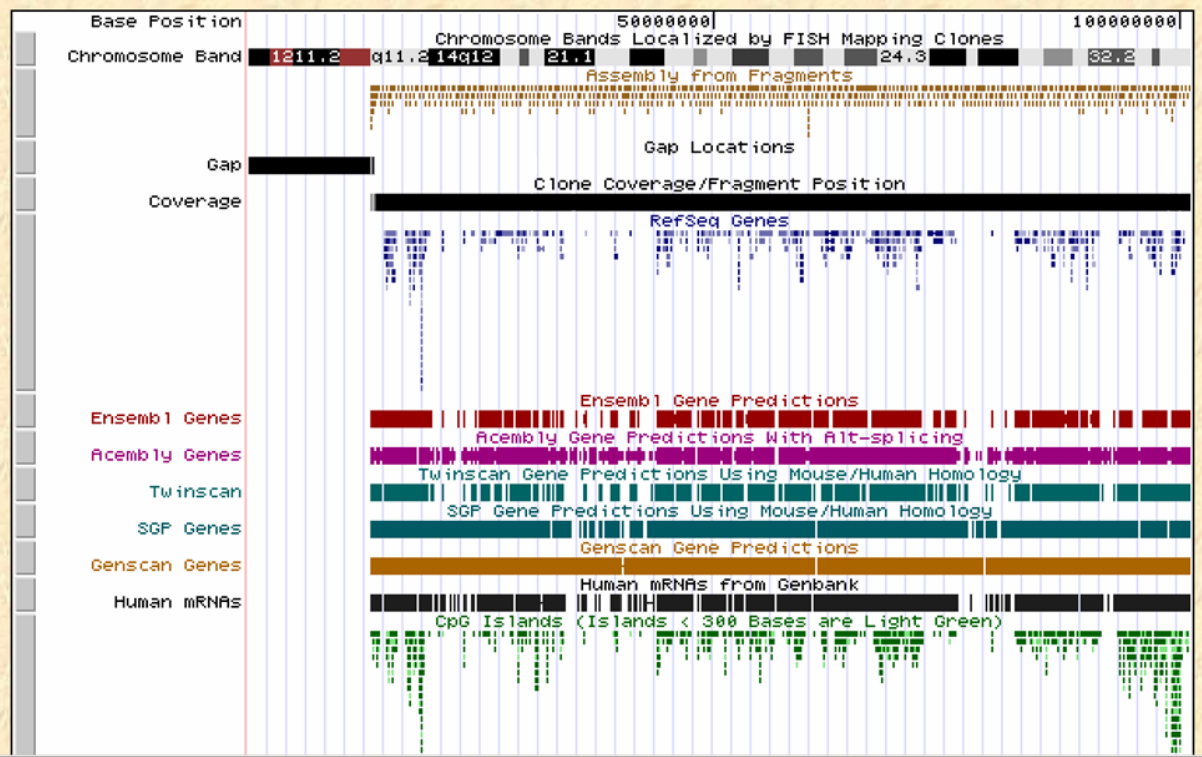 Base Position 50000000| 100000000|
Chromosome Bands Localized by FISH Mapping Clones
Chromosome Band 1211.2 q11.2 14q12 21.1 24.3 32.2
Assembly from Fragments
Gap Locations
Gap
Clone Coverage/Fragment Position
Coverage
RefSeq Genes
Ensembl Gene Predictions
Ensembl Genes
Acembly Gene Predictions With Alt-splicing
Acembly Genes
Twinscan Gene Predictions Using Mouse/Human Homology
Twinscan
SGP Gene Predictions Using Mouse/Human Homology
SGP Genes
Genscan Gene Predictions
Genscan Genes
Human mRNAs from Genbank
Human mRNAs
CpG Islands (Islands < 300 Bases are Light Green)